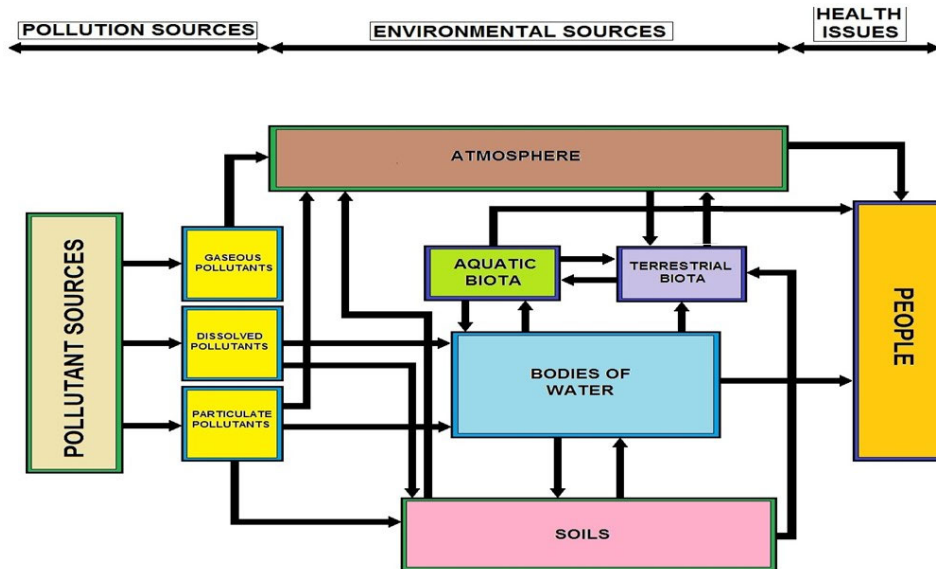 POLLUTION SOURCES
ENVIRONMENTAL SOURCES
HEALTH
ISSUES
ATMOSPHERE
POLLUTANT SOURCES
GASEOUS
POLLUTANTS
DISSOLVED
POLLUTANTS
PARTICULATE
POLLUTANTS
AQUATIC
BIOTA
TERRESTRIAL
BIOTA
BODIES OF
WATER
SOILS
PEOPLE